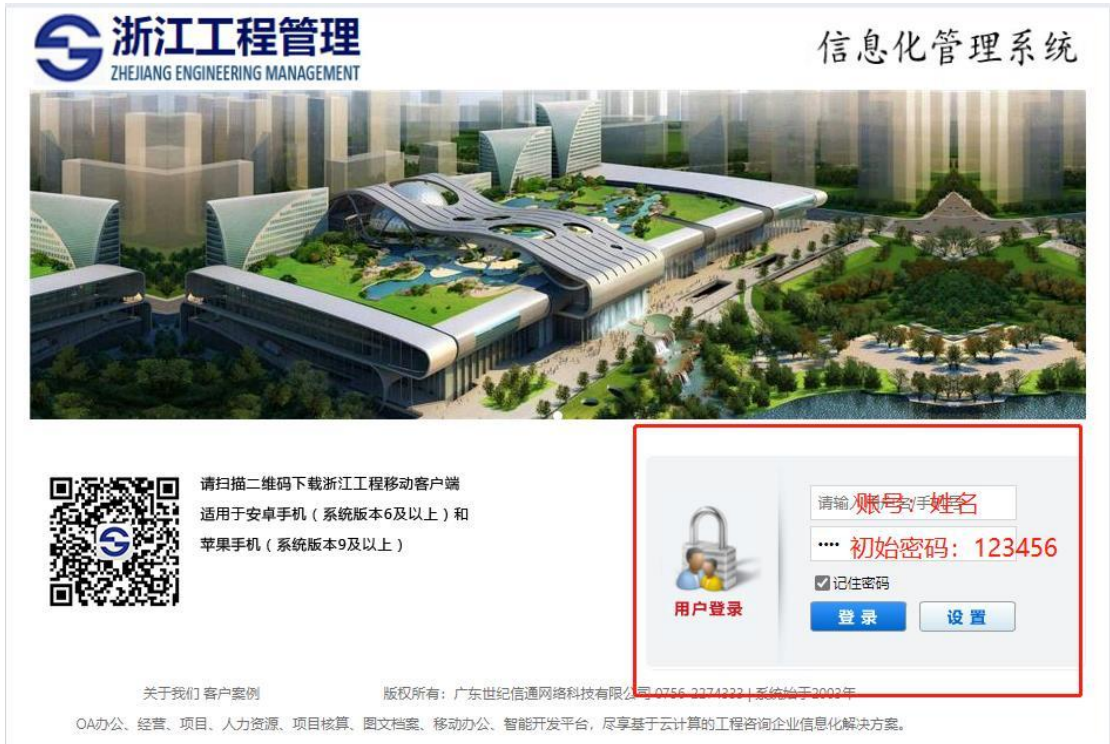 浙江工程管理
ZHEJIANG ENGINEERING MANAGEMENT
信息化管理系统
请扫描二维码下载浙江工程移动客户端
适用于安卓手机（系统版本6及以上）和
苹果手机（系统版本9及以上）
账号：姓名
初始密码：123456
记住密码
用户登录
登录
设置
关于我们 客户案例
版权所有：广东世纪信通网络科技有限公司 0756-2274333 | 系统始于2003年
OA办公、经营、项目、人力资源、项目核算、图文档案、移动办公、智能开发平台，尽享基于云计算的工程咨询企业信息化解决方案。